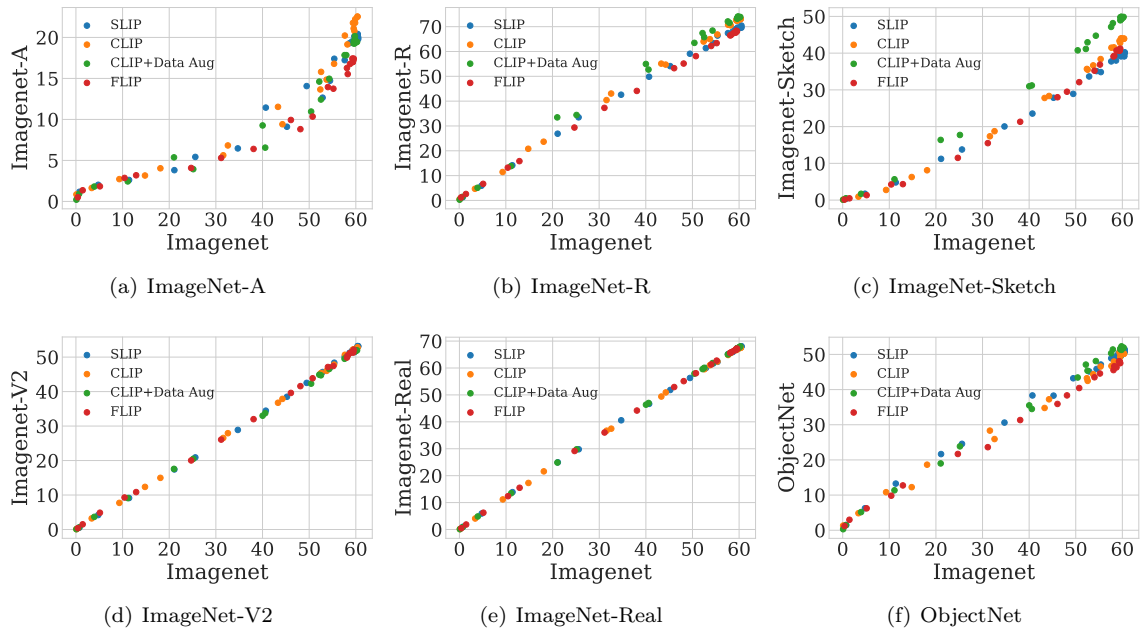 SLIP
CLIP
CLIP+Data Aug
FLIP
Imagenet-A
20
15
10
5
0
0 10 20 30 40 50 60
Imagenet
(a) ImageNet-A
SLIP
CLIP
CLIP+Data Aug
FLIP
Imagenet-R
70
60
50
40
30
20
10
0
0 10 20 30 40 50 60
Imagenet
(b) ImageNet-R
SLIP
CLIP
CLIP+Data Aug
FLIP
Imagenet-Sketch
50
40
30
20
10
0
0 10 20 30 40 50 60
Imagenet
(c) ImageNet-Sketch
SLIP
CLIP
CLIP+Data Aug
FLIP
Imagenet-V2
50
40
30
20
10
0
0 10 20 30 40 50 60
Imagenet
(d) ImageNet-V2
SLIP
CLIP
CLIP+Data Aug
FLIP
Imagenet-Real
70
60
50
40
30
20
10
0
0 10 20 30 40 50 60
Imagenet
(e) ImageNet-Real
SLIP
CLIP
CLIP+Data Aug
FLIP
ObjectNet
50
40
30
20
10
0
0 10 20 30 40 50 60
Imagenet
(f) ObjectNet